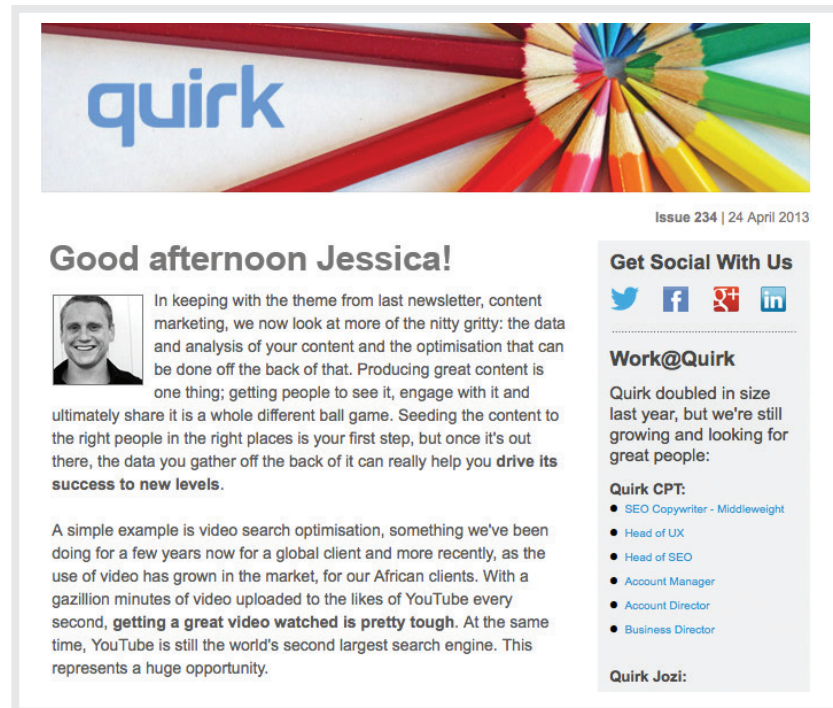 quirk
Issue 234 | 24 April 2013
Good afternoon Jessica!
In keeping with the theme from last newsletter, content
marketing, we now look at more of the nitty gritty: the data
and analysis of your content and the optimisation that can
be done off the back of that. Producing great content is
one thing; getting people to see it, engage with it and
ultimately share it is a whole different ball game. Seeding the content to
the right people in the right places is your first step, but once it's out
there, the data you gather off the back of it can really help you drive its
success to new levels.
A simple example is video search optimisation, something we've been
doing for a few years now for a global client and more recently, as the
use of video has grown in the market, for our African clients. With a
gazillion minutes of video uploaded to the likes of YouTube every
second, getting a great video watched is pretty tough. At the same
time, YouTube is still the world's second largest search engine. This
represents a huge opportunity.
Get Social With Us
f
g+
in
Work@Quirk
Quirk doubled in size
last year, but we're still
growing and looking for
great people:
Quirk CPT:
SEO Copywriter - Middleweight
Head of UX
Head of SEO
Account Manager
Account Director
Business Director
Quirk Jozi: